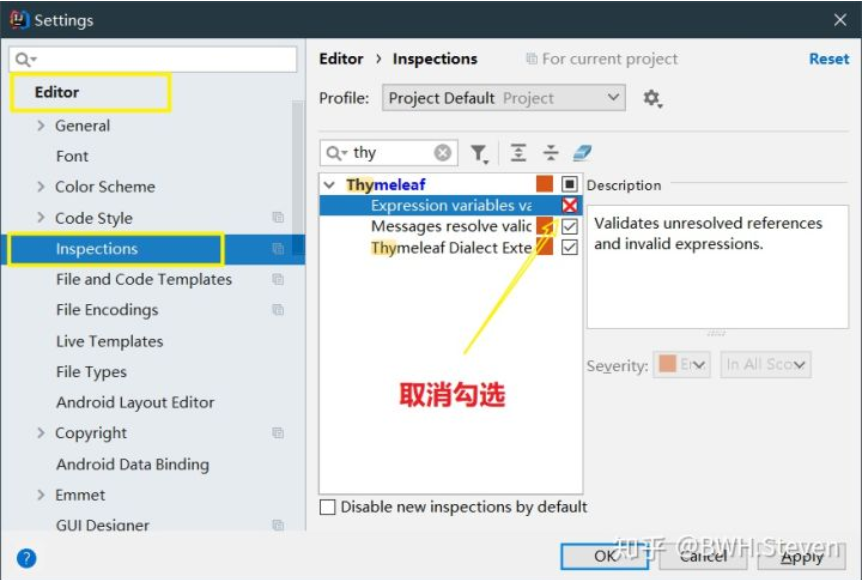 Settings
Editor › Inspections For current project Reset
Profile: Project Default Project
Editor
General
Font
Color Scheme
Code Style
Inspections
File and Code Templates
File Encodings
Live Templates
File Types
Android Layout Editor
Copyright
Android Data Binding
Emmet
GUI Designer
thy
Thymeleaf
Expression variables va
Messages resolve valid
Thymeleaf Dialect Exte
取消勾选
Disable new inspections by default
Description
Validates unresolved references
and invalid expressions.
Severity: Er In All Sco
?
OK Cancel Apply
知乎 @BWH.Steven